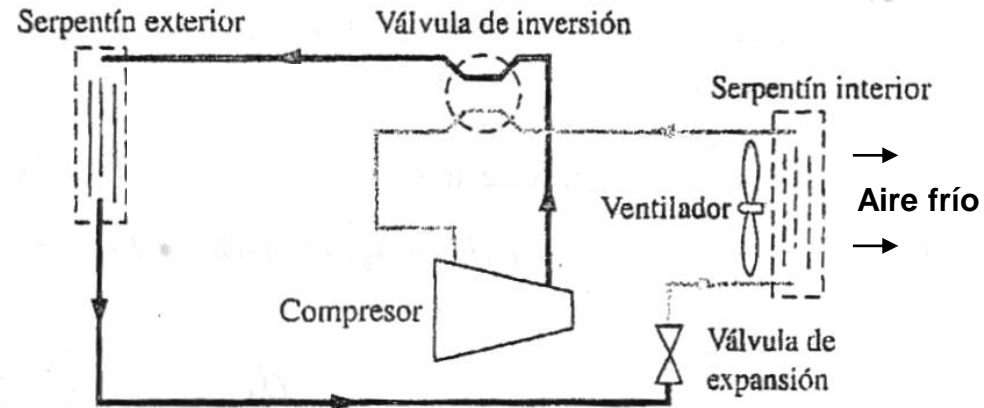 Serpentín exterior
Válvula de inversión
Serpentín interior
Ventilador
Aire frío
Compresor
Válvula de
expansión